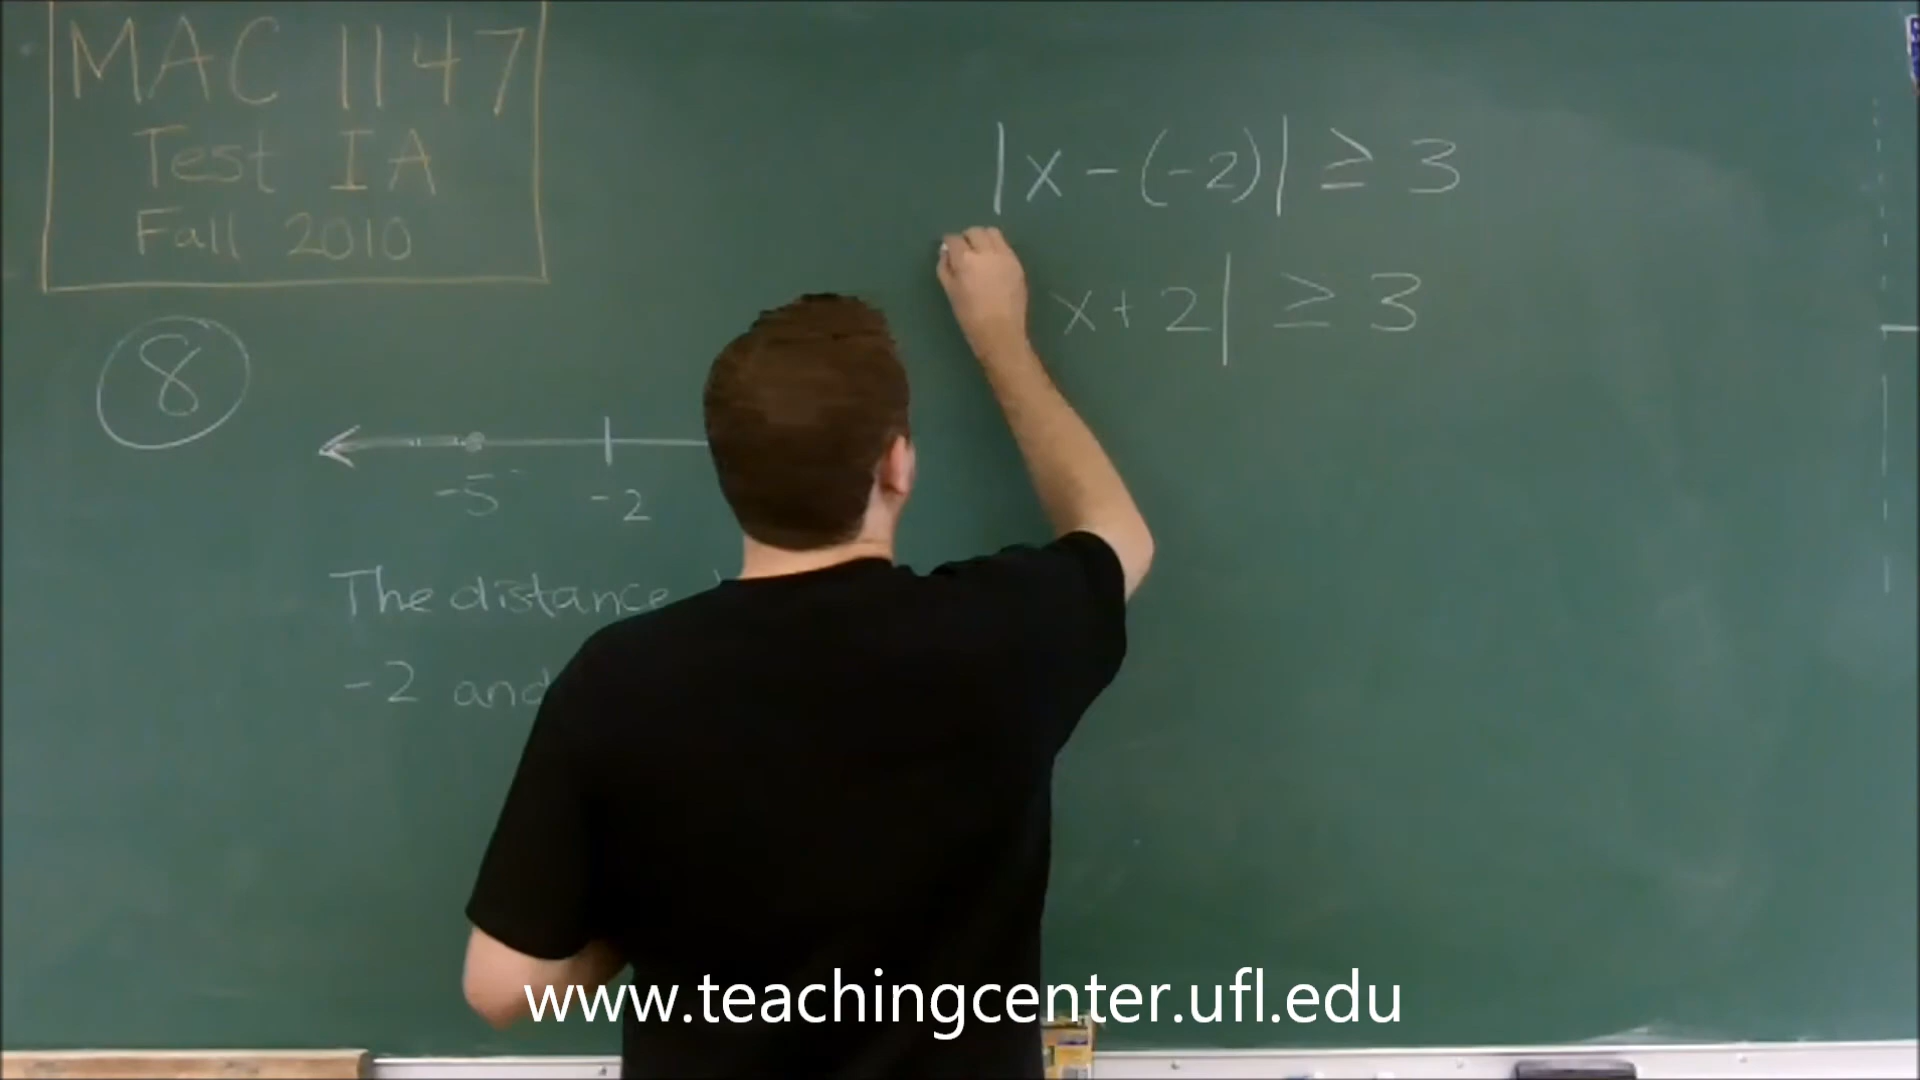 MAC 1147
Test IA
Fall 2010
8
|x-(-2)| ≥ 3
x+2| ≥ 3
-5 -2
The distance
-2 and
www.teachingcenter.ufl.edu